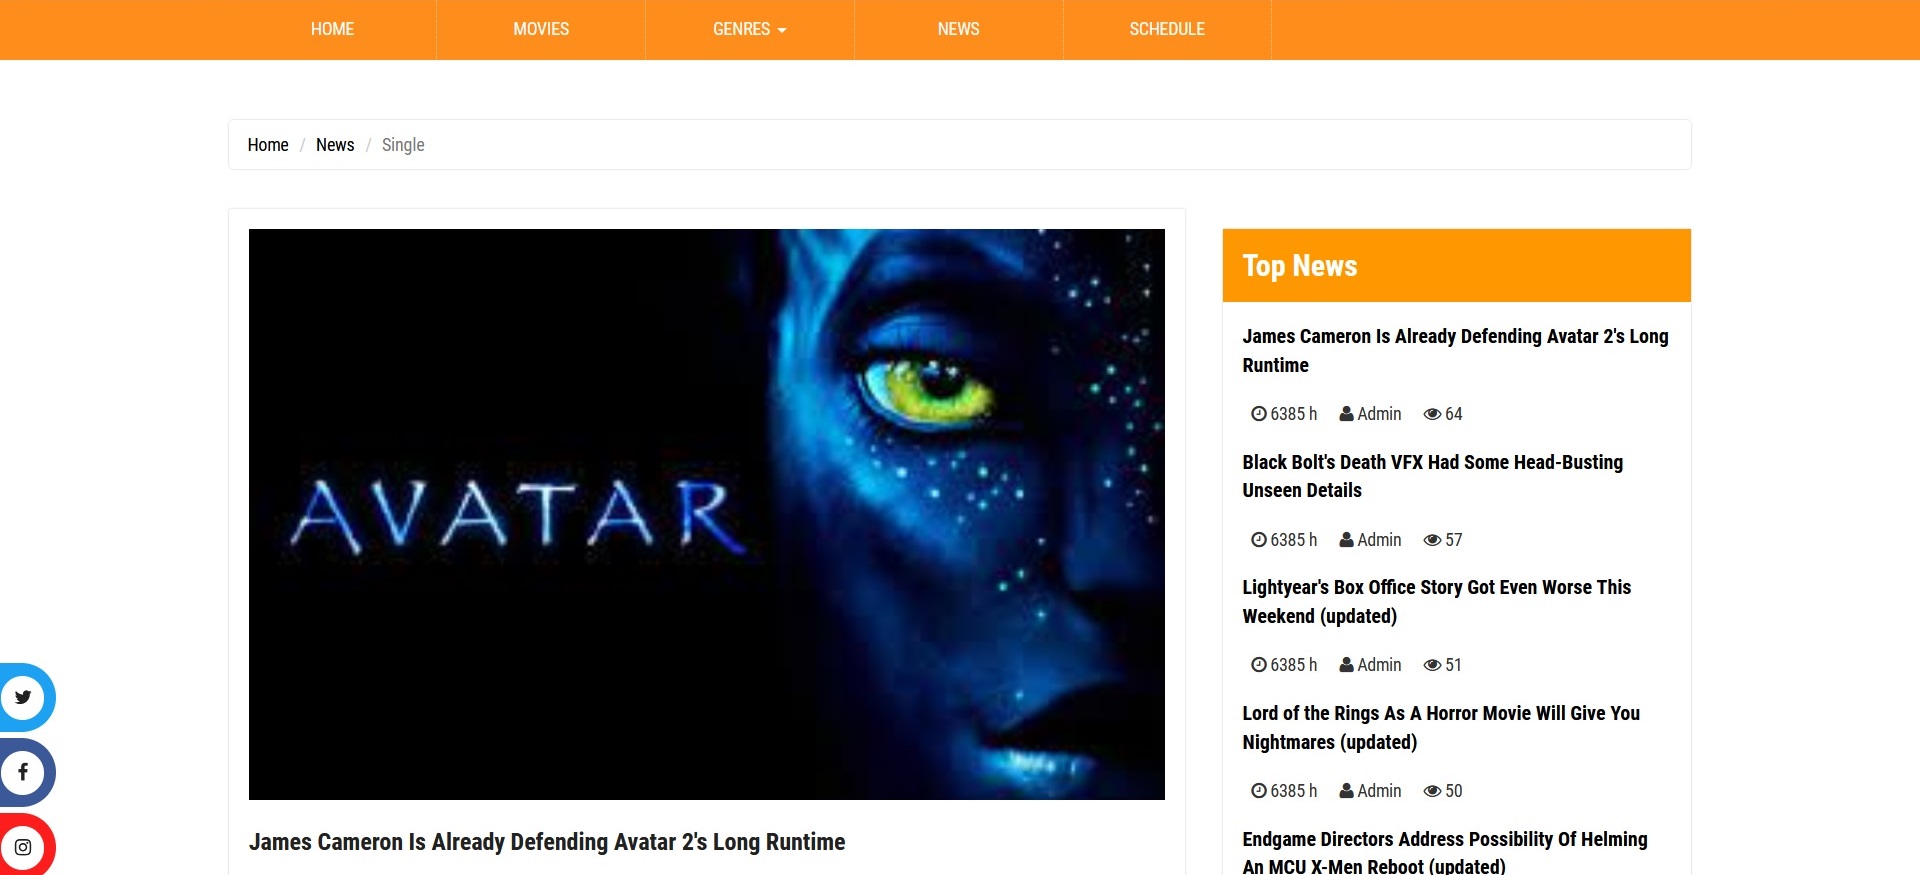 HOME
MOVIES
GENRES
NEWS
SCHEDULE
Home / News / Single
AVATAR
James Cameron Is Already Defending Avatar 2's Long Runtime
Top News
James Cameron Is Already Defending Avatar 2's Long
Runtime
6385 h Admin 64
Black Bolt's Death VFX Had Some Head-Busting
Unseen Details
6385 h Admin 57
Lightyear's Box Office Story Got Even Worse This
Weekend (updated)
6385 h Admin 51
Lord of the Rings As A Horror Movie Will Give You
Nightmares (updated)
6385 h Admin 50
Endgame Directors Address Possibility Of Helming
An MCU X-Men Reboot (updated)